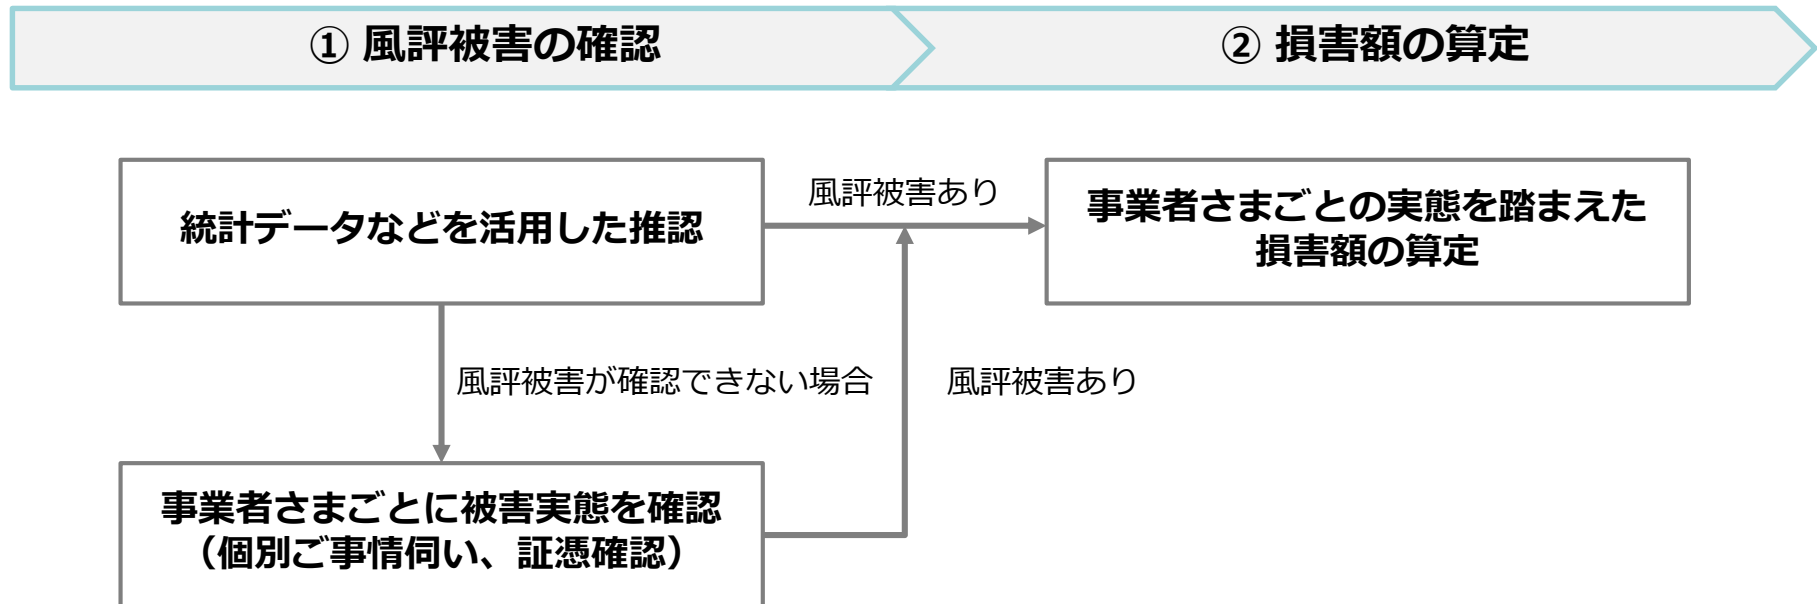 ① 風評被害の確認
② 損害額の算定
統計データなどを活用した推認
風評被害あり
事業者さまごとの実態を踏まえた
損害額の算定
風評被害が確認できない場合
風評被害あり
事業者さまごとに被害実態を確認
（個別ご事情伺い、証憑確認）